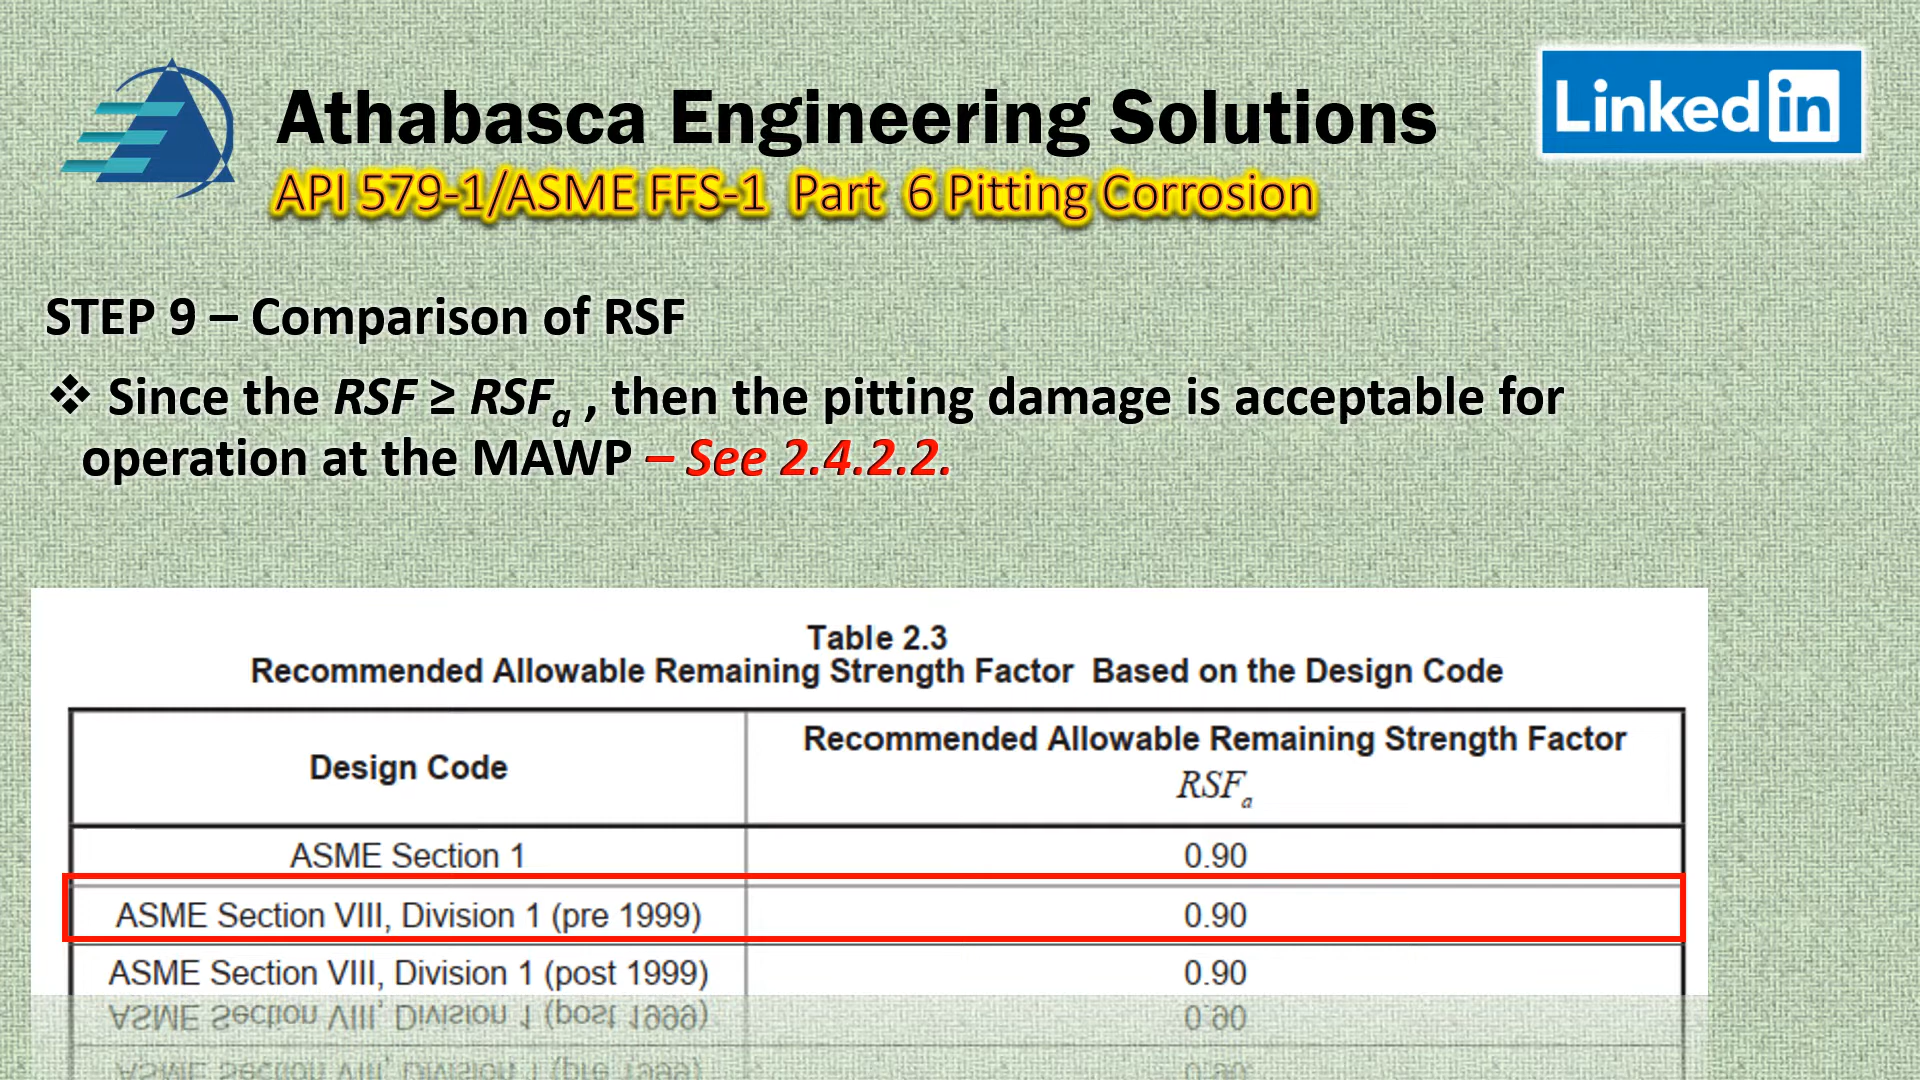 Athabasca Engineering Solutions
Linked in
API 579-1/ASME FFS-1 Part 6 Pitting Corrosion
STEP 9 – Comparison of RSF
❖ Since the RSF ≥ RSFa , then the pitting damage is acceptable for
operation at the MAWP – See 2.4.2.2.
Table 2.3
Recommended Allowable Remaining Strength Factor Based on the Design Code
Design Code
Recommended Allowable Remaining Strength Factor
RSFa
ASME Section 1 0.90
ASME Section VIII, Division 1 (pre 1999) 0.90
ASME Section VIII, Division 1 (post 1999) 0.90